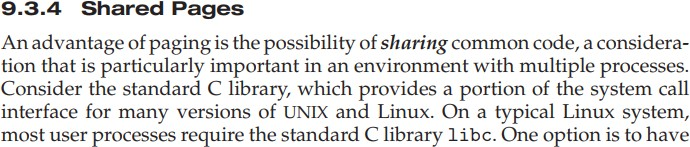 9.3.4 Shared Pages
An advantage of paging is the possibility of sharing common code, a considera-
tion that is particularly important in an environment with multiple processes.
Consider the standard C library, which provides a portion of the system call
interface for many versions of UNIX and Linux. On a typical Linux system,
most user processes require the standard C library libc. One option is to have